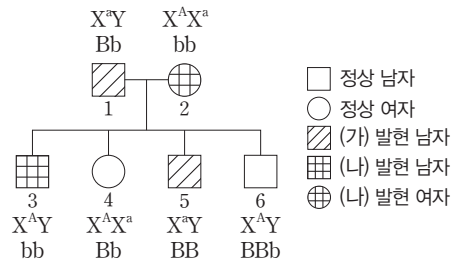 XᵃY XᴬXᵃ
Bb bb
1 2
정상 남자
정상 여자
(가) 발현 남자
(나) 발현 남자
(나) 발현 여자
3 4 5 6
XᴬY XᴬXᵃ XᵃY XᴬY
bb Bb BB BBb